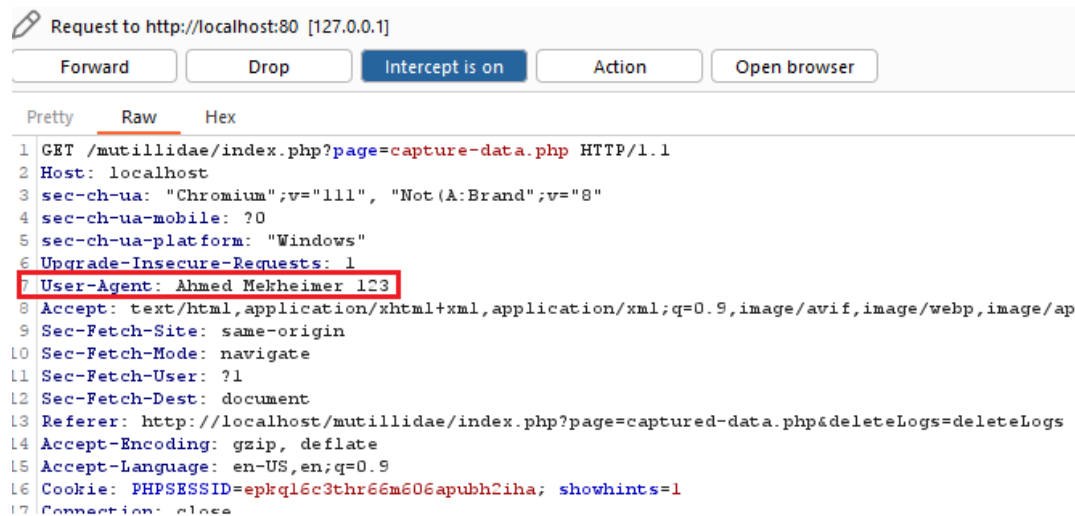 Request to http://localhost:80 [127.0.0.1]
Forward Drop Intercept is on Action Open browser
Pretty Raw Hex
1 GET /mutillidae/index.php?page=capture-data.php HTTP/1.1
2 Host: localhost
3 sec-ch-ua: "Chromium";v="111", "Not(A:Brand";v="8"
4 sec-ch-ua-mobile: ?0
5 sec-ch-ua-platform: "Windows"
6 Upgrade-Insecure-Requests: 1
7 User-Agent: Ahmed Mekheimer 123
8 Accept: text/html,application/xhtml+xml,application/xml;q=0.9,image/avif,image/webp,image/ap
9 Sec-Fetch-Site: same-origin
10 Sec-Fetch-Mode: navigate
11 Sec-Fetch-User: ?1
12 Sec-Fetch-Dest: document
13 Referer: http://localhost/mutillidae/index.php?page=captured-data.php&deleteLogs=deleteLogs
14 Accept-Encoding: gzip, deflate
15 Accept-Language: en-US,en;q=0.9
16 Cookie: PHPSESSID=epkql6c3thr66m606apubh2iha; showhints=1
17 Connection: close